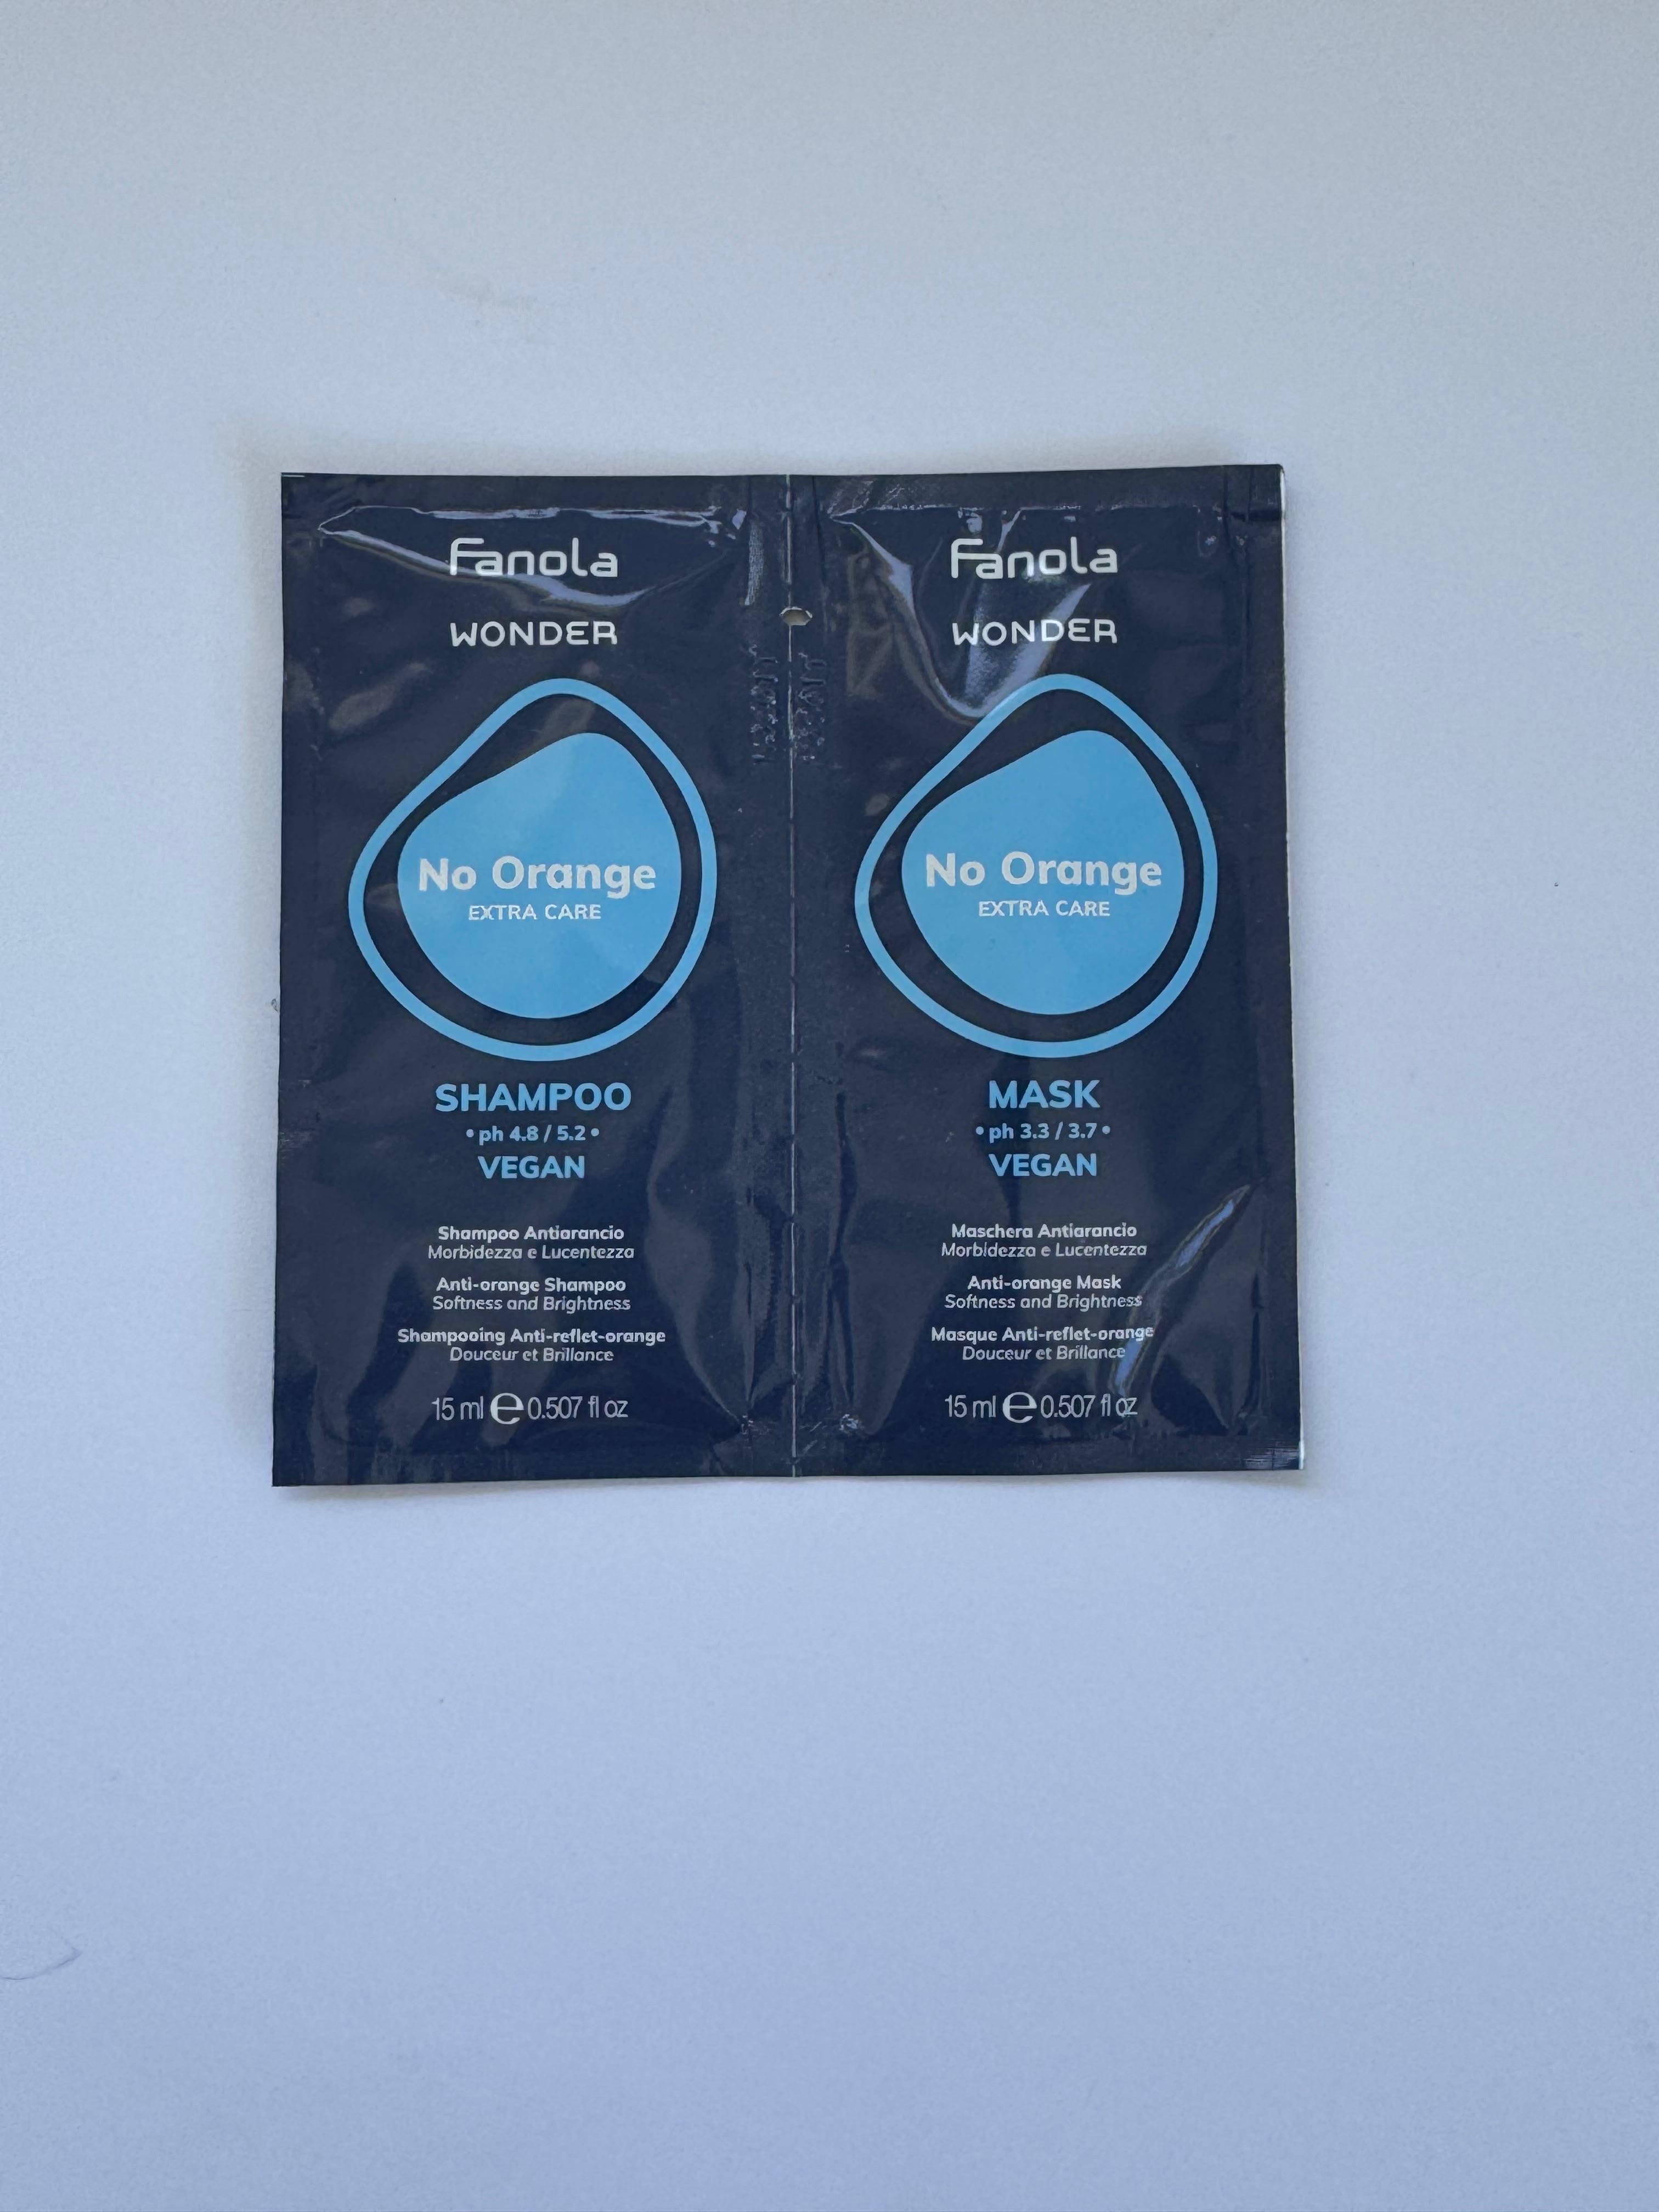 Fanola
WONDER
No Orange
EXTRA CARE
SHAMPOO
• ph 4.8 / 5.2 •
VEGAN
Shampoo Antiarancio
Morbidezza e Lucentezza
Anti-orange Shampoo
Softness and Brightness
Shampooing Anti-reflet-orange
Douceur et Brillance
15 ml e 0.507 fl oz
Fanola
WONDER
No Orange
EXTRA CARE
MASK
• ph 3.3 / 3.7 •
VEGAN
Maschera Antiarancio
Morbidezza e Lucentezza
Anti-orange Mask
Softness and Brightness
Masque Anti-reflet-orange
Douceur et Brillance
15 ml e 0.507 fl oz